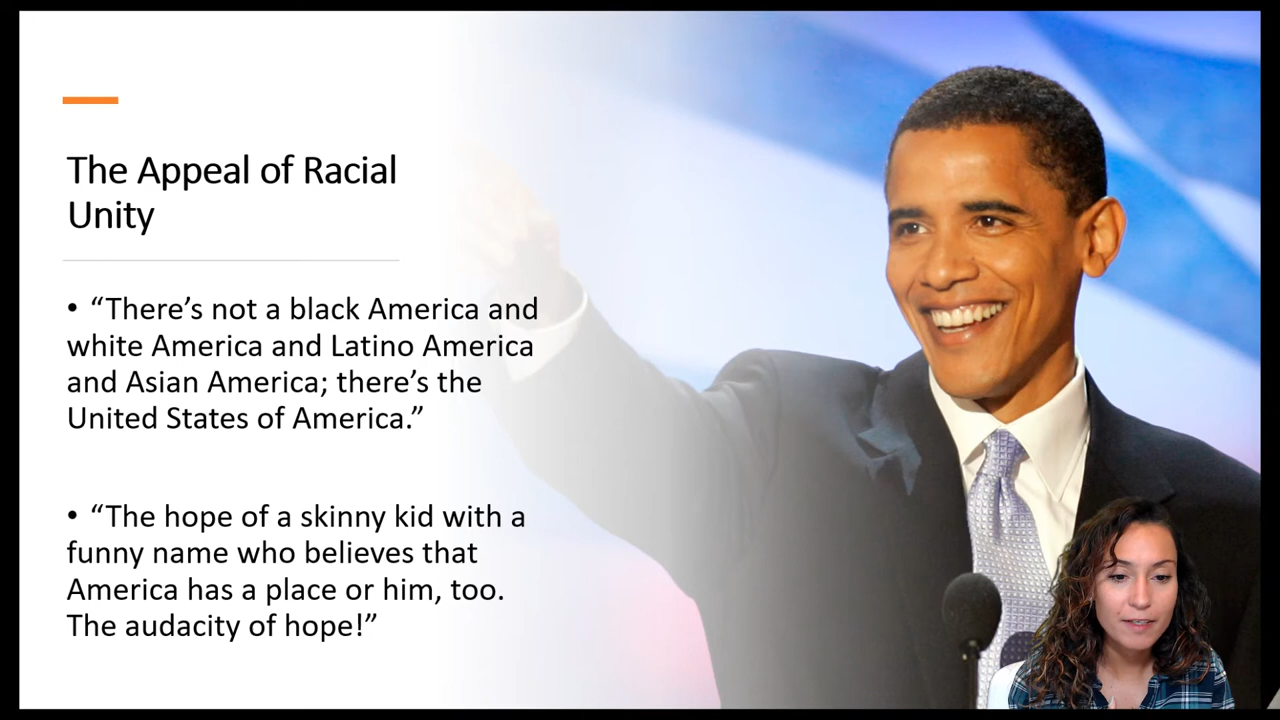 The Appeal of Racial
Unity
• “There’s not a black America and
white America and Latino America
and Asian America; there’s the
United States of America.”
• “The hope of a skinny kid with a
funny name who believes that
America has a place or him, too.
The audacity of hope!”